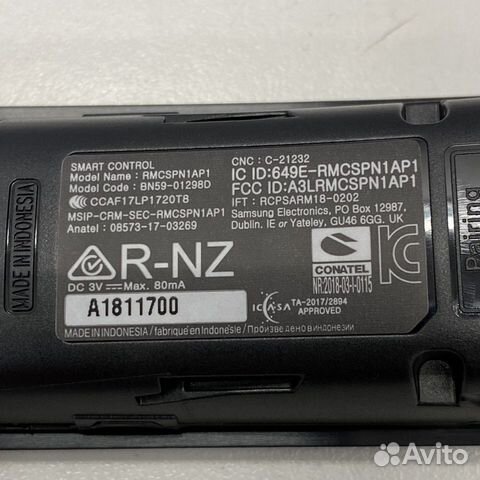 SMART CONTROL
Model Name : RMCSPN1AP1
Model Code : BN59-01298D
CCAF17LP1720T8
MSIP-CRM-SEC-RMCSPN1AP1
Anatel : 08573-17-03269
CNC : C-21232
IC ID:649E-RMCSPN1AP1
FCC ID:A3LRMCSPN1AP1
IFT : RCPSARM18-0202
Samsung Electronics, PO Box 12987,
Dublin. IE or Yateley, GU46 6GG. UK
R-NZ
DC 3V Max. 80mA
A1811700
CONATEL
NR:2018-03-I-0115
ICASA
TA-2017/2894
APPROVED
MADE IN INDONESIA / fabriqué en Indonésie / Произведено в индонезии
MADE IN INDONESIA
Pairing
Avito